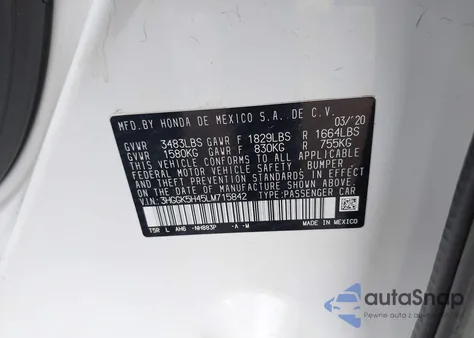 MFD.BY HONDA DE MEXICO S.A. DE C.V.
03/'20
GVWR 3483LBS GAWR F 1829LBS R 1664LBS
GVWR 1580KG GAWR F 830KG R 755KG
THIS VEHICLE CONFORMS TO ALL APPLICABLE
FEDERAL MOTOR VEHICLE SAFETY, BUMPER,
AND THEFT PREVENTION STANDARDS IN EFFECT
ON THE DATE OF MANUFACTURE SHOWN ABOVE.
V.I.N: 3HGGK5H45LM715842 TYPE: PASSENGER CAR
T5R L AH6 NH883P -A -M
MADE IN MEXICO
autaSnap